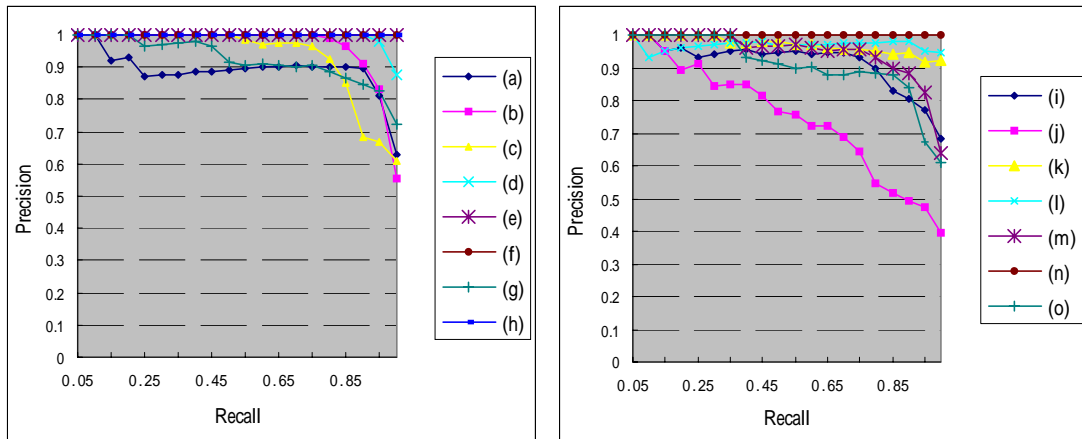 1
0.9
0.8
0.7
0.6
0.5
0.4
0.3
0.2
0.1
0
Precision
0.05 0.25 0.45 0.65 0.85
Recall
(a)
(b)
(c)
(d)
(e)
(f)
(g)
(h)
1
0.9
0.8
0.7
0.6
0.5
0.4
0.3
0.2
0.1
0
Precision
0.05 0.25 0.45 0.65 0.85
Recall
(i)
(j)
(k)
(l)
(m)
(n)
(o)